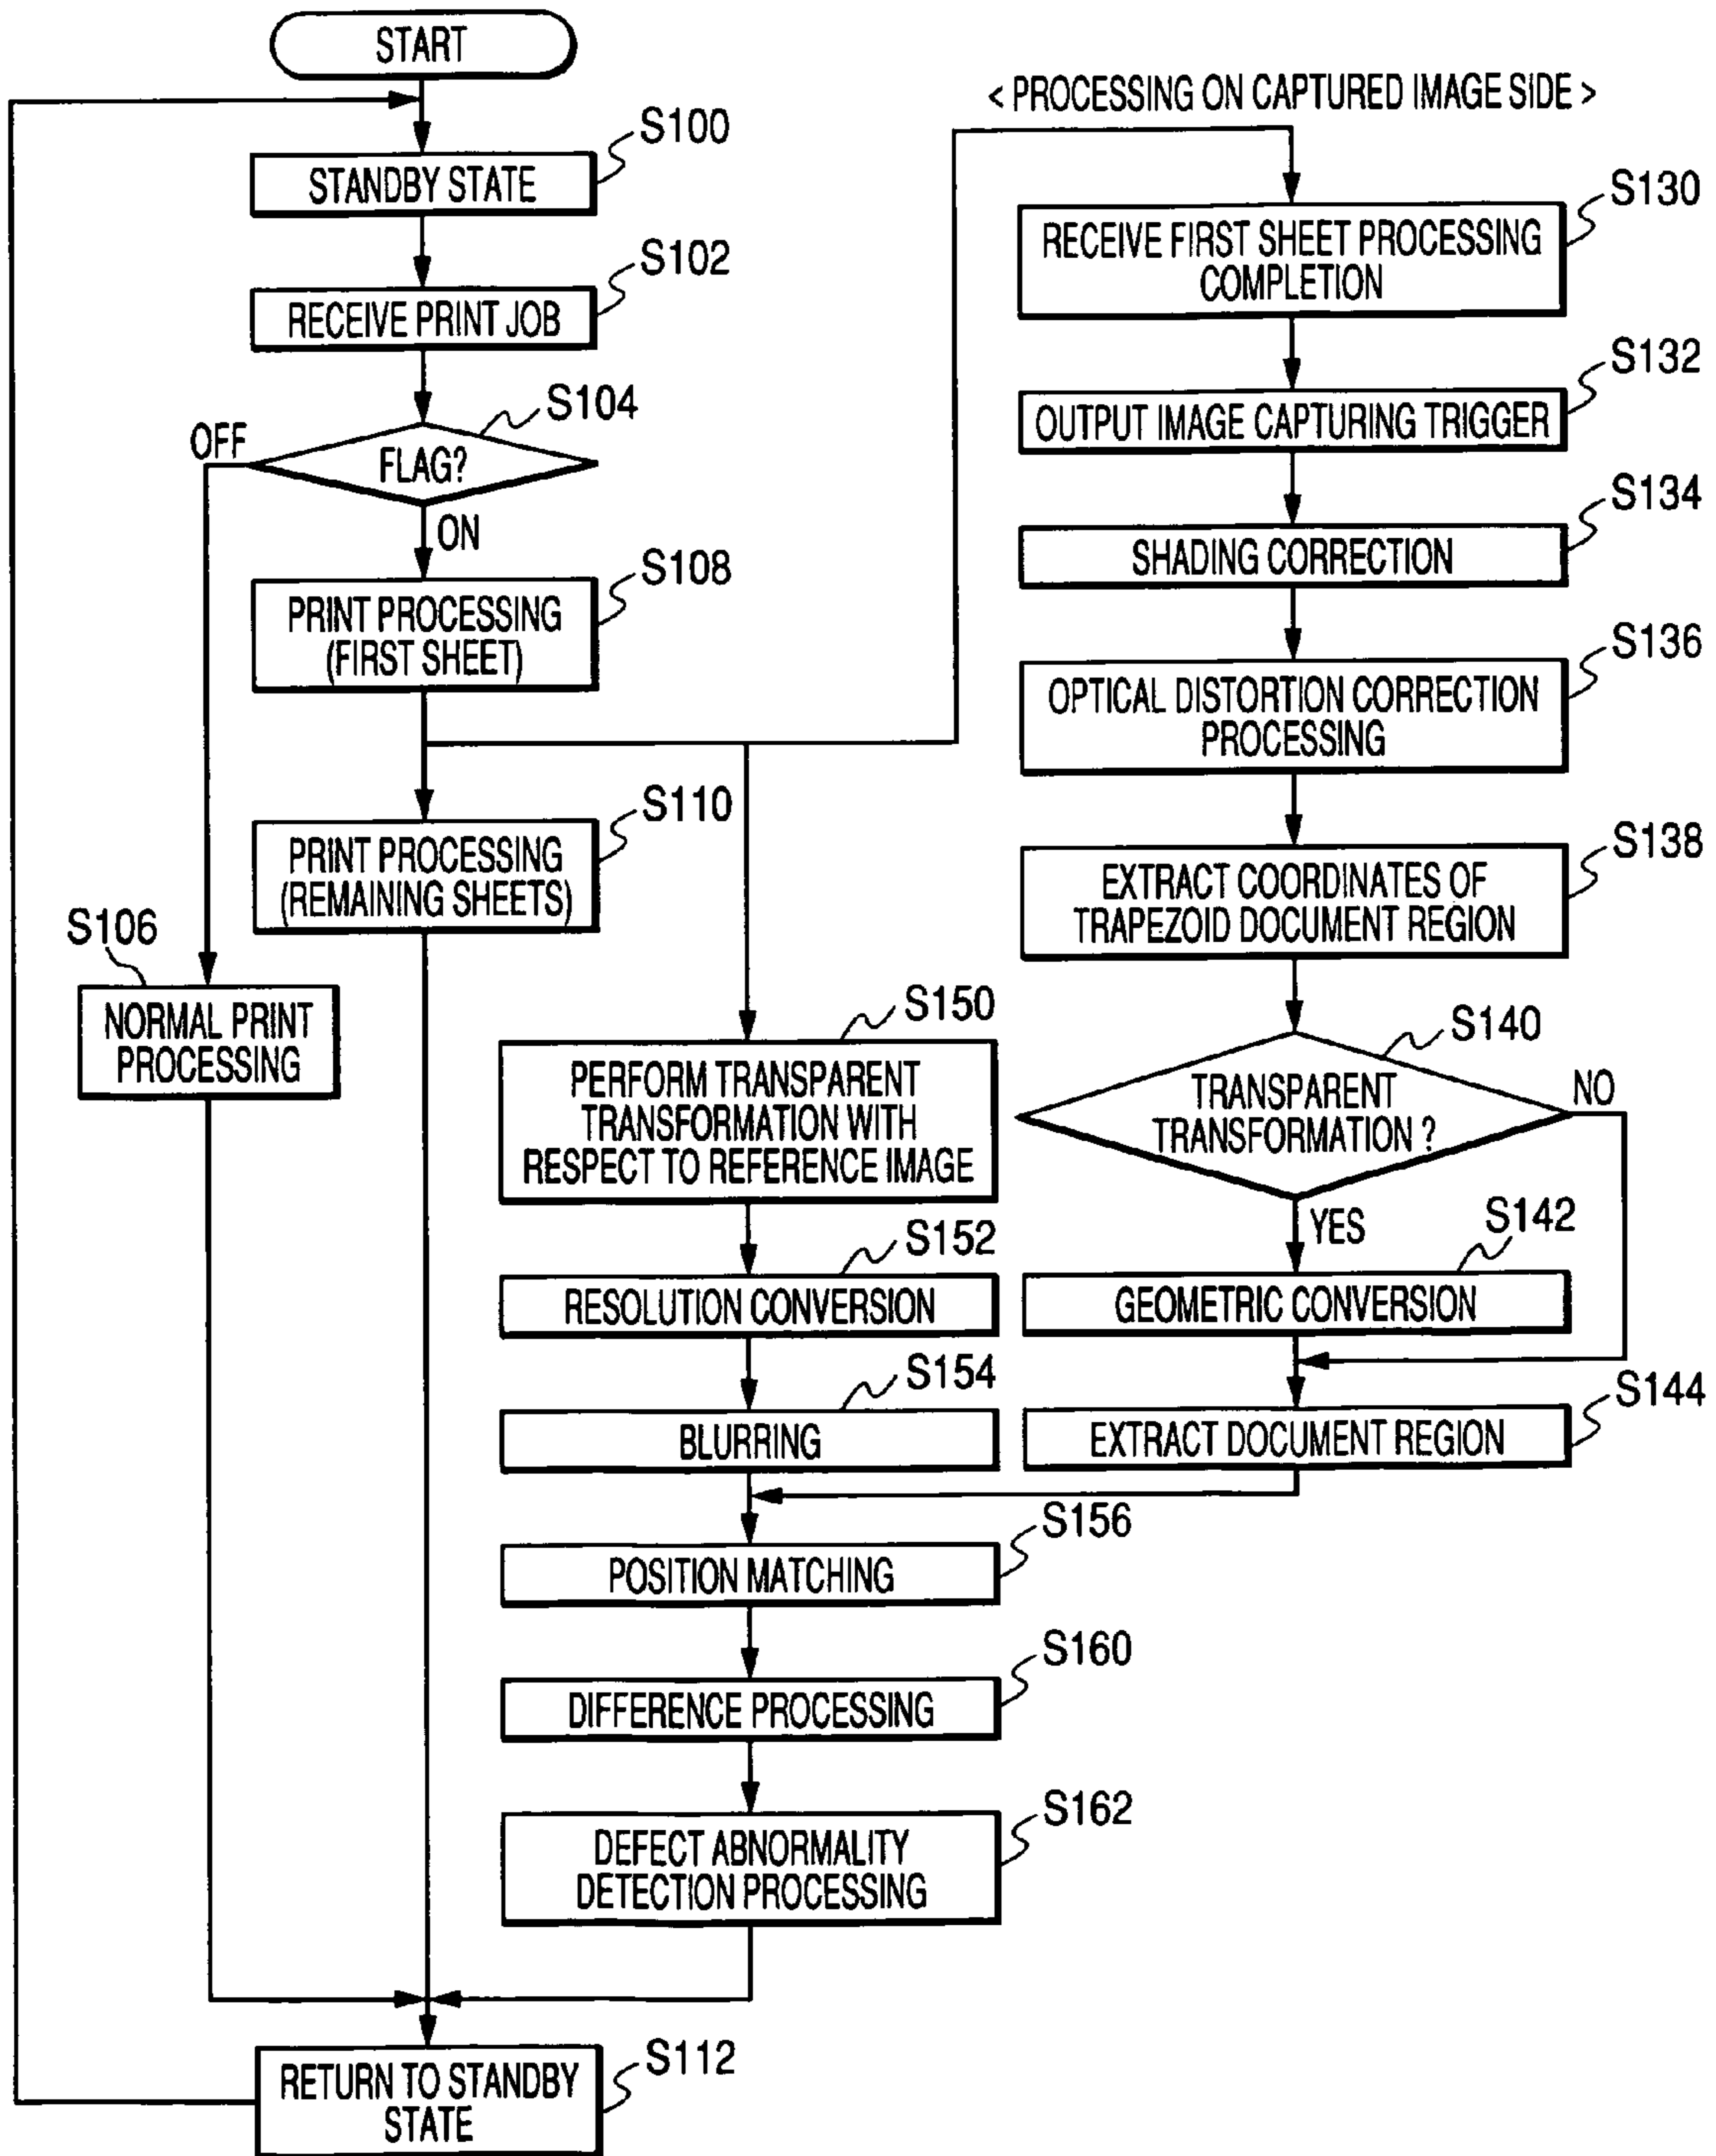 START
S100
STANDBY STATE
S102
RECEIVE PRINT JOB
S104
FLAG?
OFF
ON
S108
PRINT PROCESSING
(FIRST SHEET)
S110
PRINT PROCESSING
(REMAINING SHEETS)
S106
NORMAL PRINT
PROCESSING
< PROCESSING ON CAPTURED IMAGE SIDE >
S130
RECEIVE FIRST SHEET PROCESSING
COMPLETION
S132
OUTPUT IMAGE CAPTURING TRIGGER
S134
SHADING CORRECTION
S136
OPTICAL DISTORTION CORRECTION
PROCESSING
S138
EXTRACT COORDINATES OF
TRAPEZOID DOCUMENT REGION
S140
TRANSPARENT
TRANSFORMATION ?
NO
YES
S142
GEOMETRIC CONVERSION
S144
EXTRACT DOCUMENT REGION
S150
PERFORM TRANSPARENT
TRANSFORMATION WITH
RESPECT TO REFERENCE IMAGE
S152
RESOLUTION CONVERSION
S154
BLURRING
S156
POSITION MATCHING
S160
DIFFERENCE PROCESSING
S162
DEFECT ABNORMALITY
DETECTION PROCESSING
S112
RETURN TO STANDBY
STATE